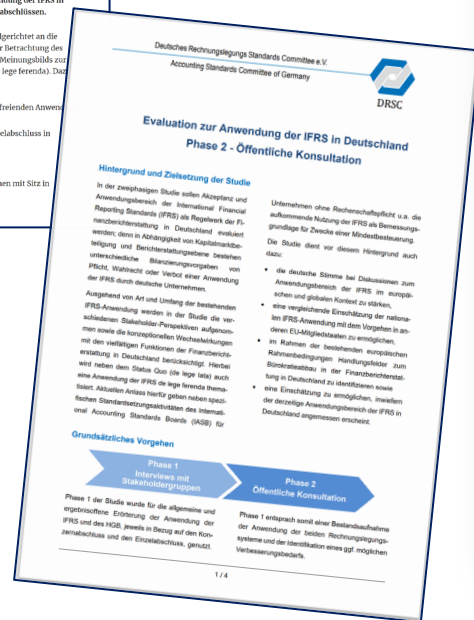 ndung der IFRS in
abschlüssen.
lgerichtet an die
r Betrachtung des
Meinungsbilds zur
lege ferenda). Daz
freienden Anwend
elabschluss in
nen mit Sitz in
Deutsches Rechnungslegungs Standards Committee e.V.
Accounting Standards Committee of Germany
DRSC
Evaluation zur Anwendung der IFRS in Deutschland
Phase 2 - Öffentliche Konsultation
Hintergrund und Zielsetzung der Studie
In der zweiphasigen Studie sollen Akzeptanz und
Anwendungsbereich der International Financial
Reporting Standards (IFRS) als Regelwerk der Fi-
nanzberichterstattung in Deutschland evaluiert
werden; denn in Abhängigkeit von Kapitalmarktbe-
teiligung und Berichterstattungsebene bestehen
unterschiedliche Bilanzierungsvorgaben von
Pflicht, Wahlrecht oder Verbot einer Anwendung
der IFRS durch deutsche Unternehmen.
Ausgehend von Art und Umfang der bestehenden
IFRS-Anwendung werden in der Studie die ver-
schiedenen Stakeholder-Perspektiven aufgenom-
men sowie die konzeptionellen Wechselwirkungen
mit den vielfältigen Funktionen der Finanzbericht-
erstattung in Deutschland berücksichtigt. Hierbei
wird neben dem Status Quo (de lege lata) auch
eine Anwendung der IFRS de lege ferenda thema-
tisiert. Aktuellen Anlass hierfür geben neben spezi-
fischen Standardsetzungsaktivitäten des Internati-
onal Accounting Standards Boards (IASB) für
Unternehmen ohne Rechenschaftspflicht u.a. die
aufkommende Nutzung der IFRS als Bemessungs-
grundlage für Zwecke einer Mindestbesteuerung.
Die Studie dient vor diesem Hintergrund auch
dazu:
• die deutsche Stimme bei Diskussionen zum
Anwendungsbereich der IFRS im europäi-
schen und globalen Kontext zu stärken,
• eine vergleichende Einschätzung der nationa-
len IFRS-Anwendung mit dem Vorgehen in an-
deren EU-Mitgliedstaaten zu ermöglichen,
• im Rahmen der bestehenden europäischen
Rahmenbedingungen Handlungsfelder zum
Bürokratieabbau in der Finanzberichterstat-
tung in Deutschland zu identifizieren sowie
• eine Einschätzung zu ermöglichen, inwiefern
der derzeitige Anwendungsbereich der IFRS in
Deutschland angemessen erscheint.
Grundsätzliches Vorgehen
Phase 1
Interviews mit
Stakeholdergruppen
Phase 2
Öffentliche Konsultation
Phase 1 der Studie wurde für die allgemeine und
ergebnisoffene Erörterung der Anwendung der
IFRS und des HGB, jeweils in Bezug auf den Kon-
zernabschluss und den Einzelabschluss, genutzt.
Phase 1 entsprach somit einer Bestandsaufnahme
der Anwendung der beiden Rechnungslegungs-
systeme und der Identifikation eines ggf. möglichen
Verbesserungsbedarfs.
1 / 4